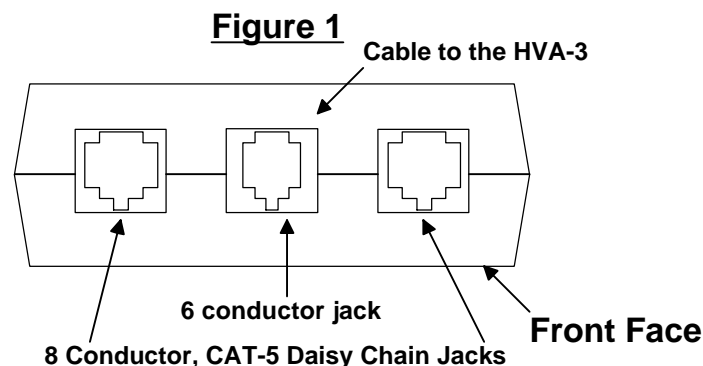 Figure 1
Cable to the HVA-3
6 conductor jack
Front Face
8 Conductor, CAT-5 Daisy Chain Jacks